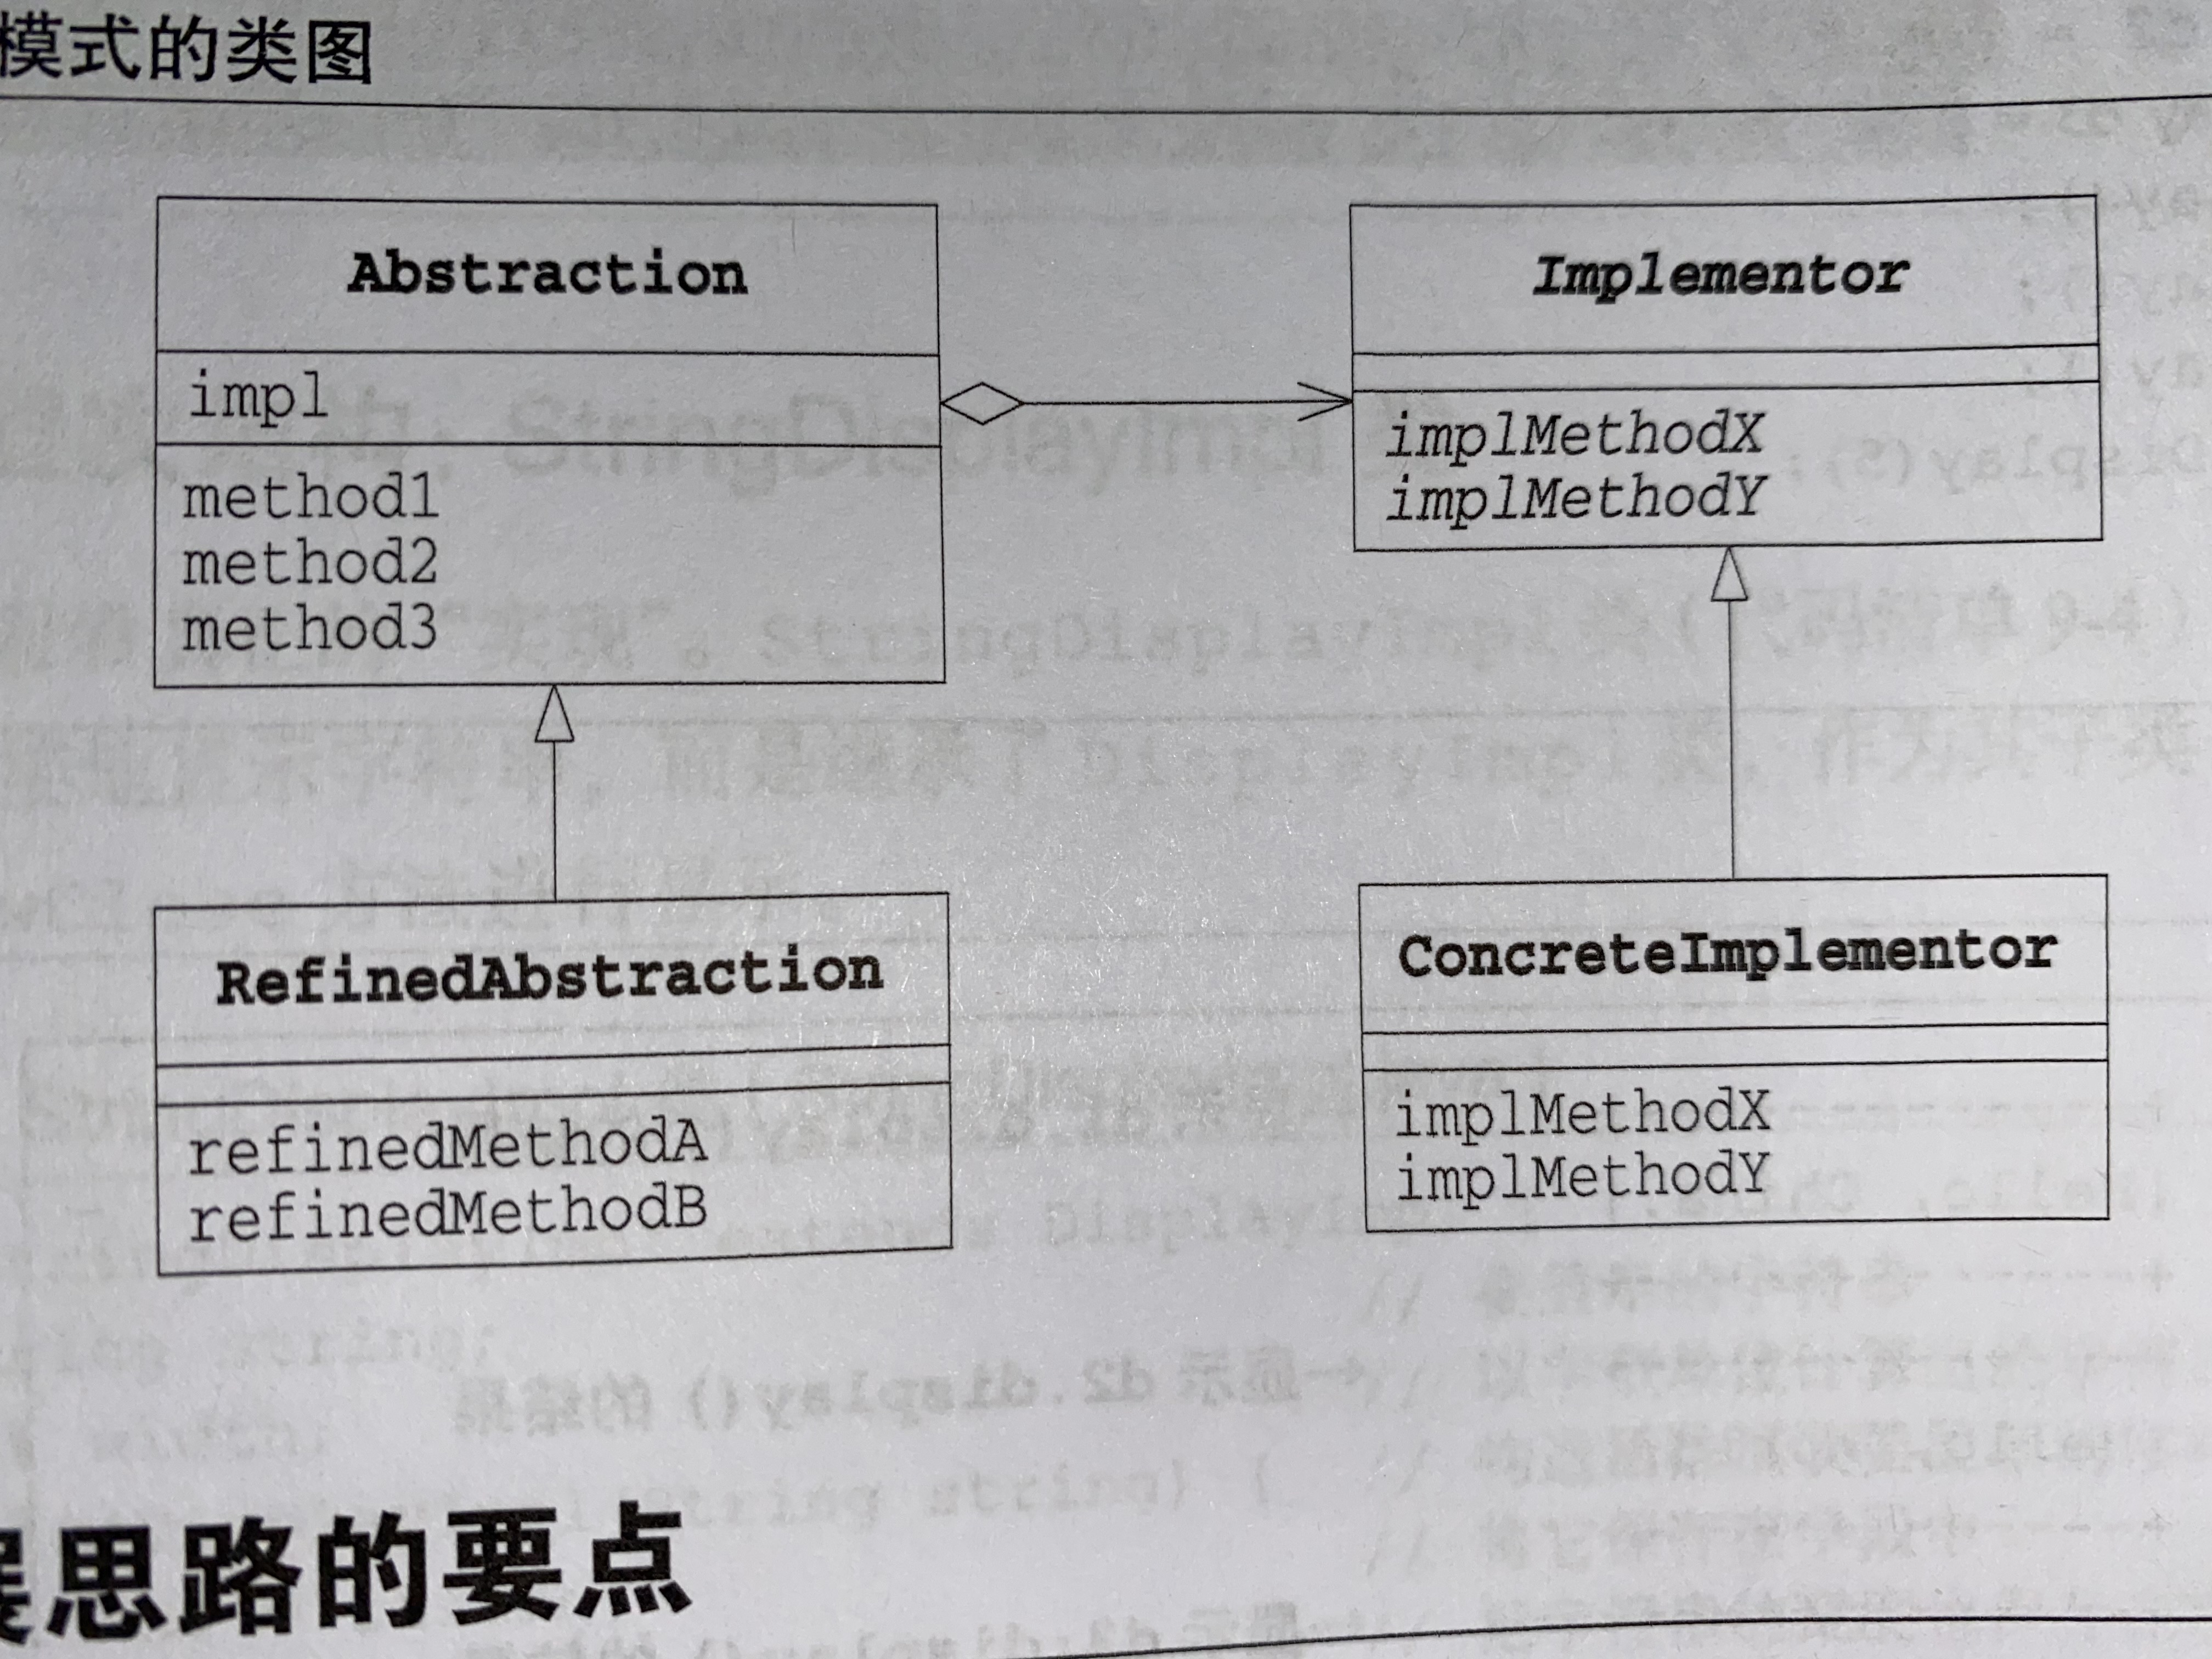 模式的类图
Abstraction
impl
method1
method2
method3
Implementor
implMethodX
implMethodY
RefinedAbstraction
refinedMethodA
refinedMethodB
ConcreteImplementor
implMethodX
implMethodY
思路的要点